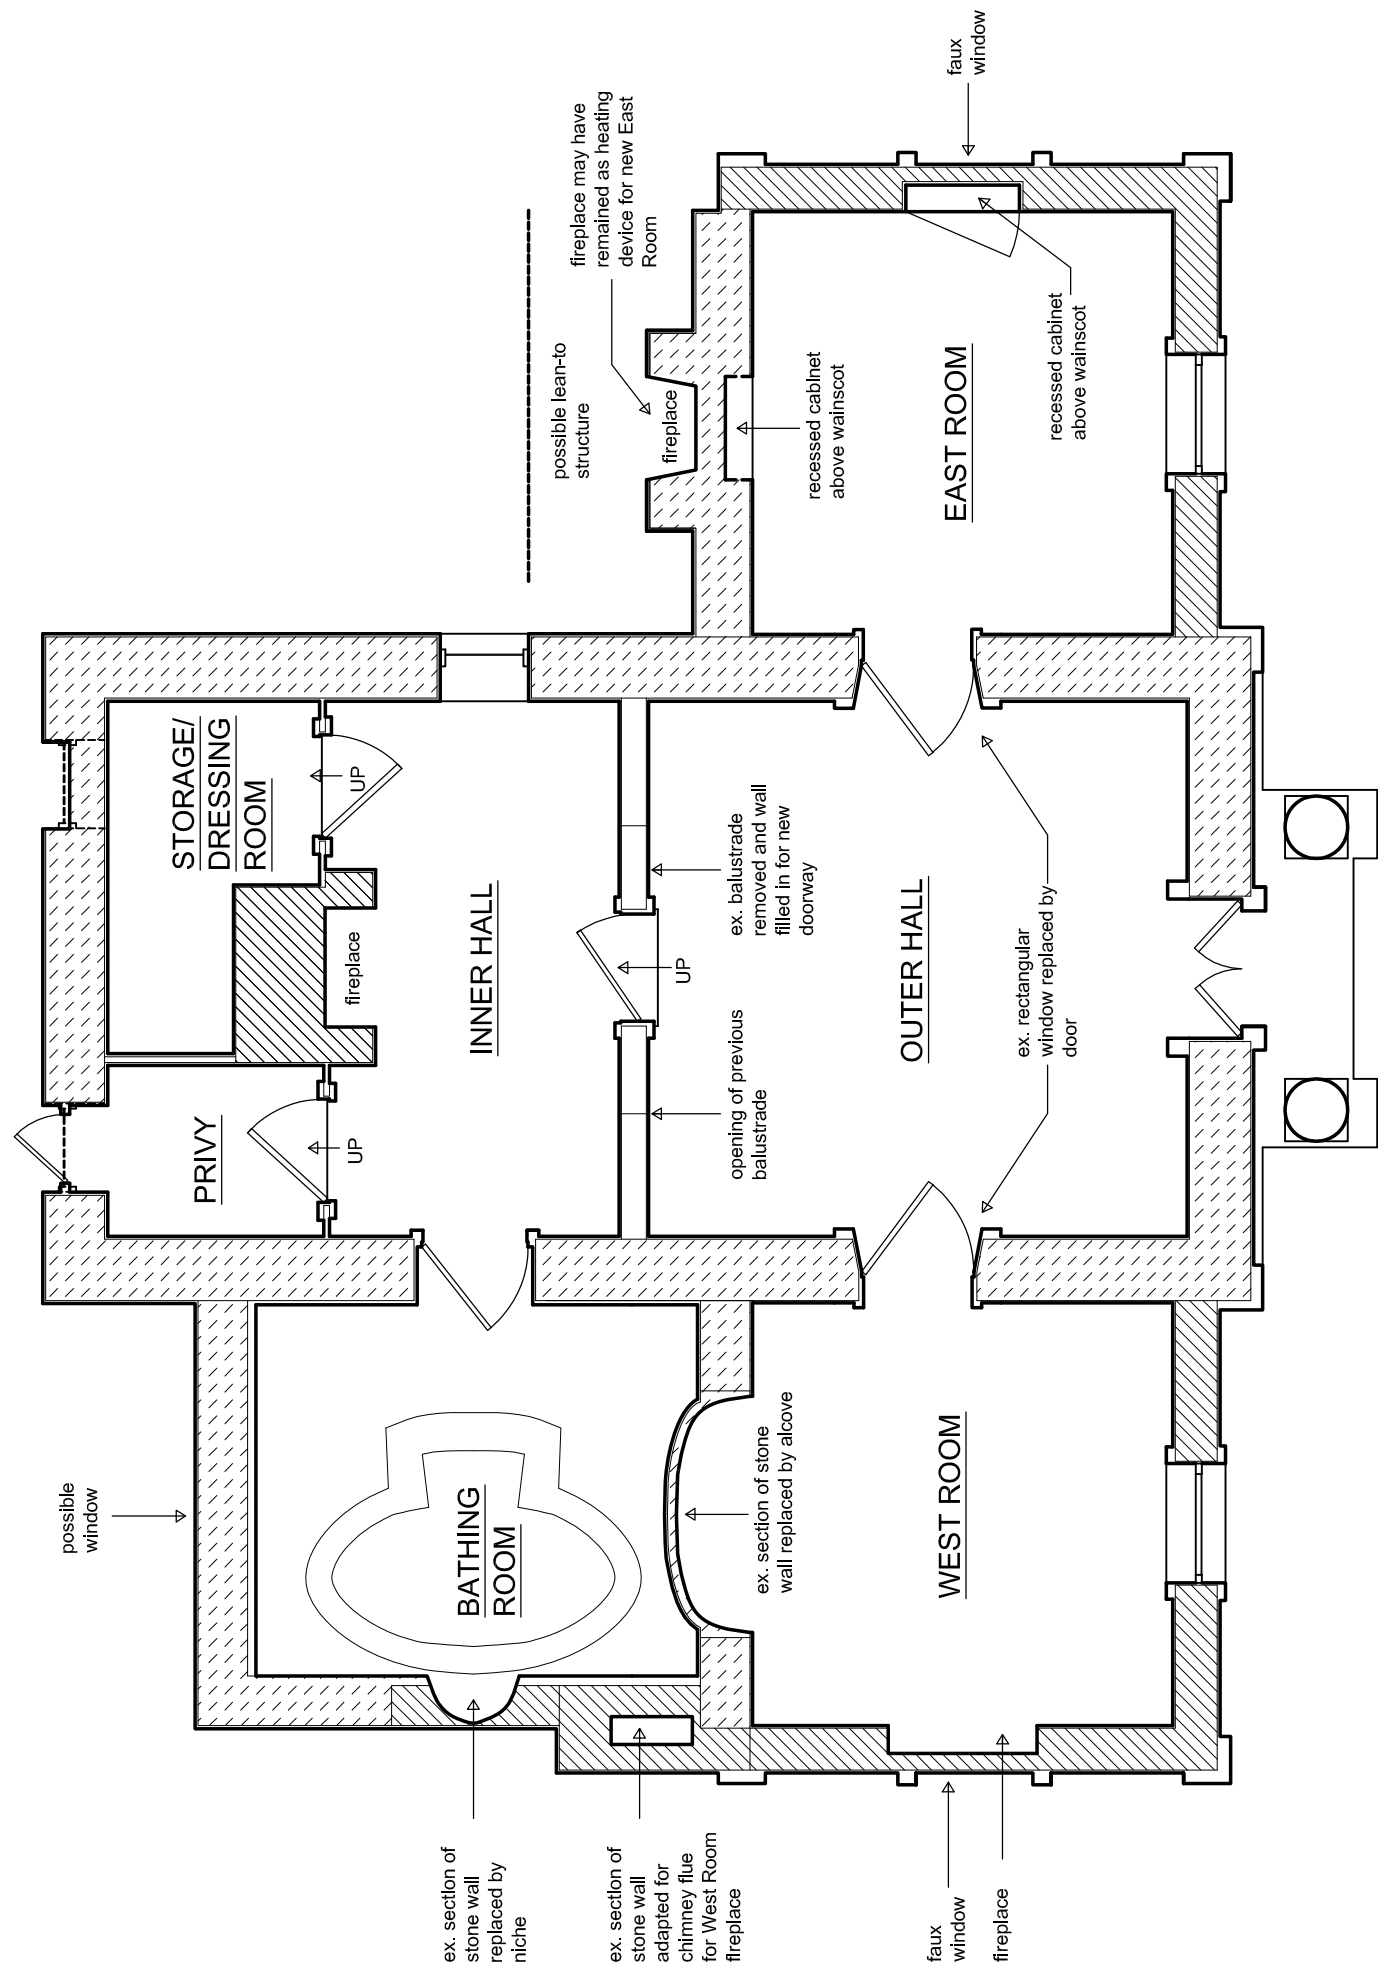 possible
window
PRIVY
UP
STORAGE/
DRESSING
ROOM
UP
fireplace
possible lean-to
structure
fireplace may have
remained as heating
device for new East
Room
fireplace
ex. section of
stone wall
replaced by
niche
BATHING
ROOM
INNER HALL
UP
ex. section of
stone wall
adapted for
chimney flue
for West Room
fireplace
ex. section of stone
wall replaced by alcove
opening of previous
balustrade
ex. balustrade
removed and wall
filled in for new
doorway
recessed cabinet
above wainscot
faux
window
WEST ROOM
OUTER HALL
EAST ROOM
faux
window
fireplace
ex. rectangular
window replaced by
door
recessed cabinet
above wainscot